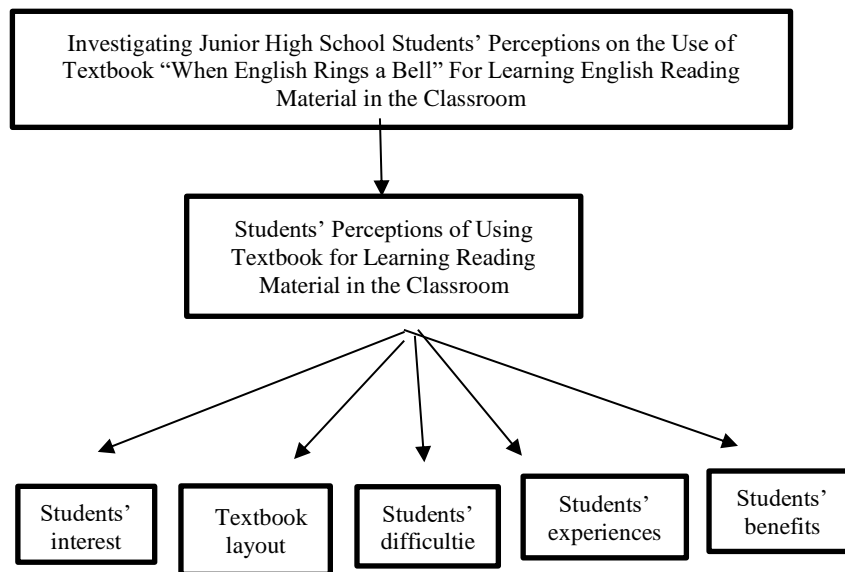 Investigating Junior High School Students’ Perceptions on the Use of
Textbook “When English Rings a Bell” For Learning English Reading
Material in the Classroom
Students’ Perceptions of Using
Textbook for Learning Reading
Material in the Classroom
Students’
interest
Textbook
layout
Students’
difficultie
Students’
experiences
Students’
benefits